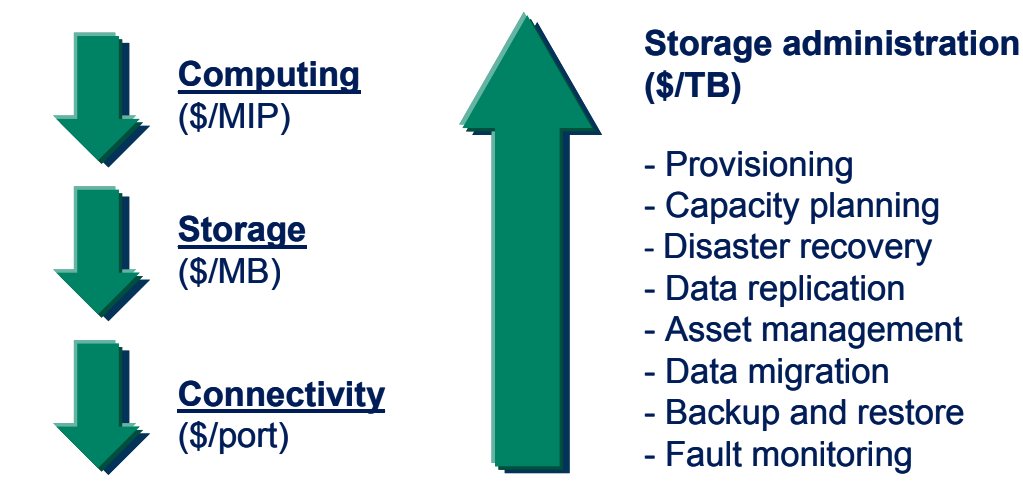 Computing
($/MIP)
Storage
($/MB)
Connectivity
($/port)
Storage administration
($/TB)
- Provisioning
- Capacity planning
- Disaster recovery
- Data replication
- Asset management
- Data migration
- Backup and restore
- Fault monitoring